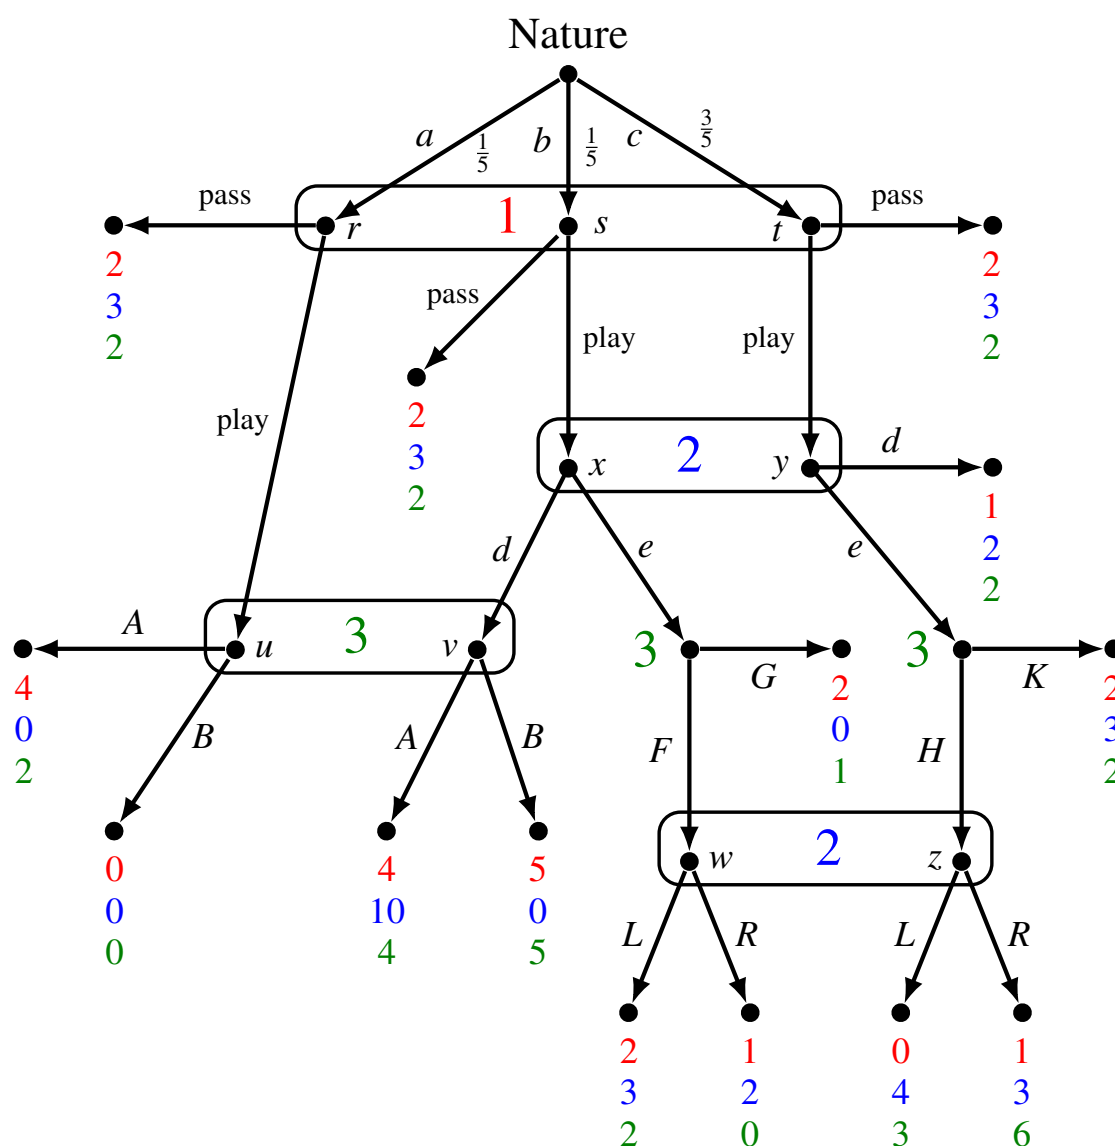 Nature
a 1/5 b 1/5 c 3/5
pass 1 pass
r s t
2 2
3 pass 3
2 2
play play
play
2
3
2
2
x y d
1
2
2
d e e
A 3 u v 3 G 3 K
4 2 2
0 0 3
2 1 2
B A B F H
0 4 5
0 10 0
0 4 5
w 2 z
L R L R
2 1 0 1
3 2 4 3
2 0 3 6